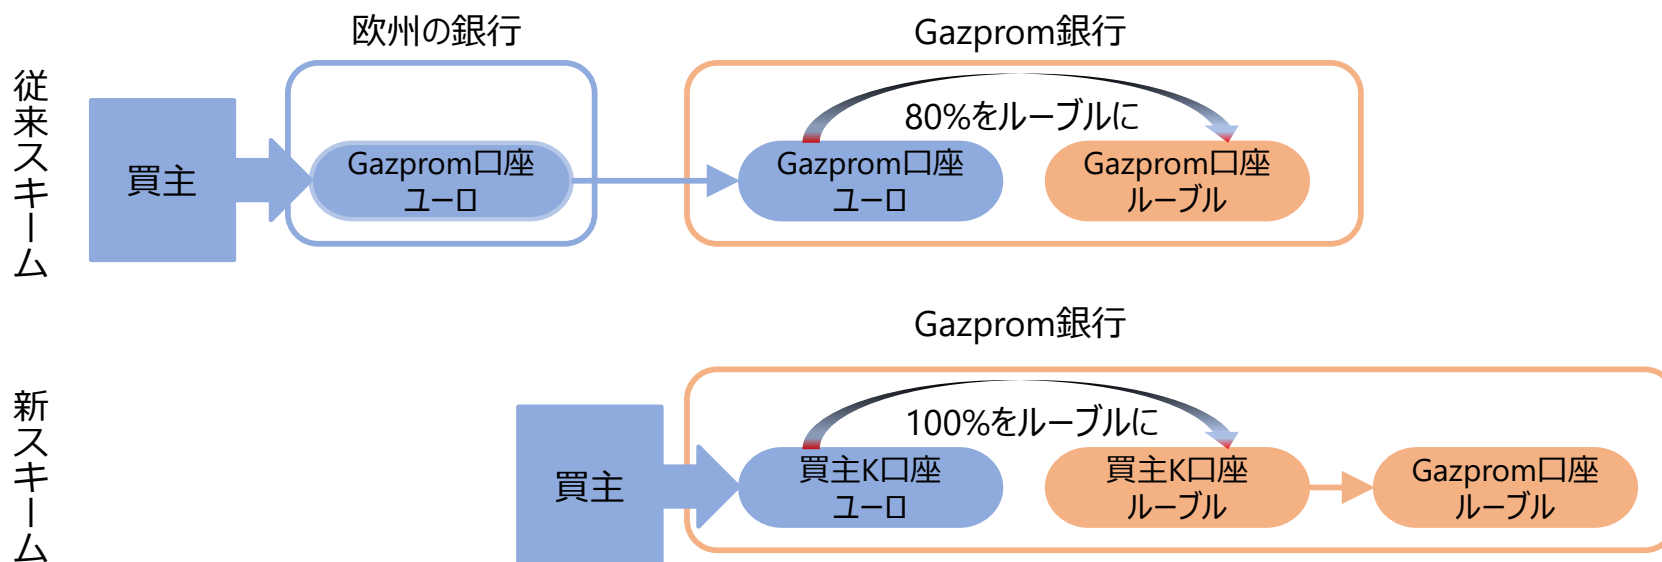 従来スキーム
欧州の銀行
Gazprom銀行
買主
Gazprom口座
ユーロ
80%をルーブルに
Gazprom口座
ユーロ
Gazprom口座
ルーブル
新スキーム
Gazprom銀行
買主
100%をルーブルに
買主K口座
ユーロ
買主K口座
ルーブル
Gazprom口座
ルーブル